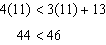 4(11) < 3(11) + 13
44 < 46